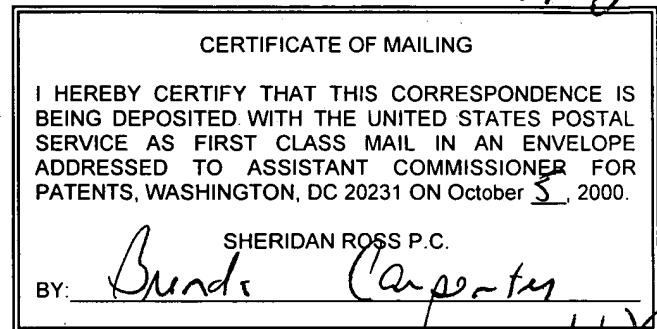 CERTIFICATE OF MAILING
I HEREBY CERTIFY THAT THIS CORRESPONDENCE IS
BEING DEPOSITED WITH THE UNITED STATES POSTAL
SERVICE AS FIRST CLASS MAIL IN AN ENVELOPE
ADDRESSED TO ASSISTANT COMMISSIONER FOR
PATENTS, WASHINGTON, DC 20231 ON October 5, 2000.
SHERIDAN ROSS P.C.
BY: Brenda Carpenter